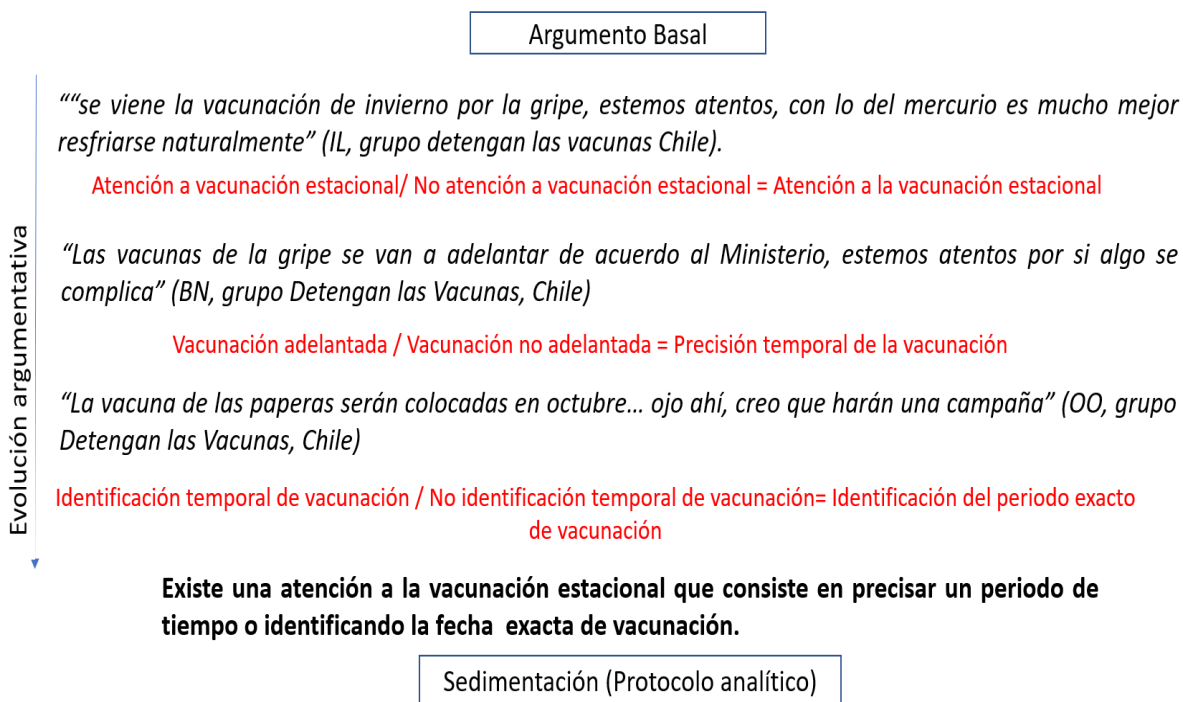 Argumento Basal
““se viene la vacunación de invierno por la gripe, estemos atentos, con lo del mercurio es mucho mejor
resfriarse naturalmente” (IL, grupo detengan las vacunas Chile).
Atención a vacunación estacional/ No atención a vacunación estacional = Atención a la vacunación estacional
“Las vacunas de la gripe se van a adelantar de acuerdo al Ministerio, estemos atentos por si algo se
complica” (BN, grupo Detengan las Vacunas, Chile)
Vacunación adelantada / Vacunación no adelantada = Precisión temporal de la vacunación
“La vacuna de las paperas serán colocadas en octubre... ojo ahí, creo que harán una campaña” (OO, grupo
Detengan las Vacunas, Chile)
Identificación temporal de vacunación / No identificación temporal de vacunación= Identificación del periodo exacto
de vacunación
Evolución argumentativa
Existe una atención a la vacunación estacional que consiste en precisar un periodo de
tiempo o identificando la fecha exacta de vacunación.
Sedimentación (Protocolo analítico)